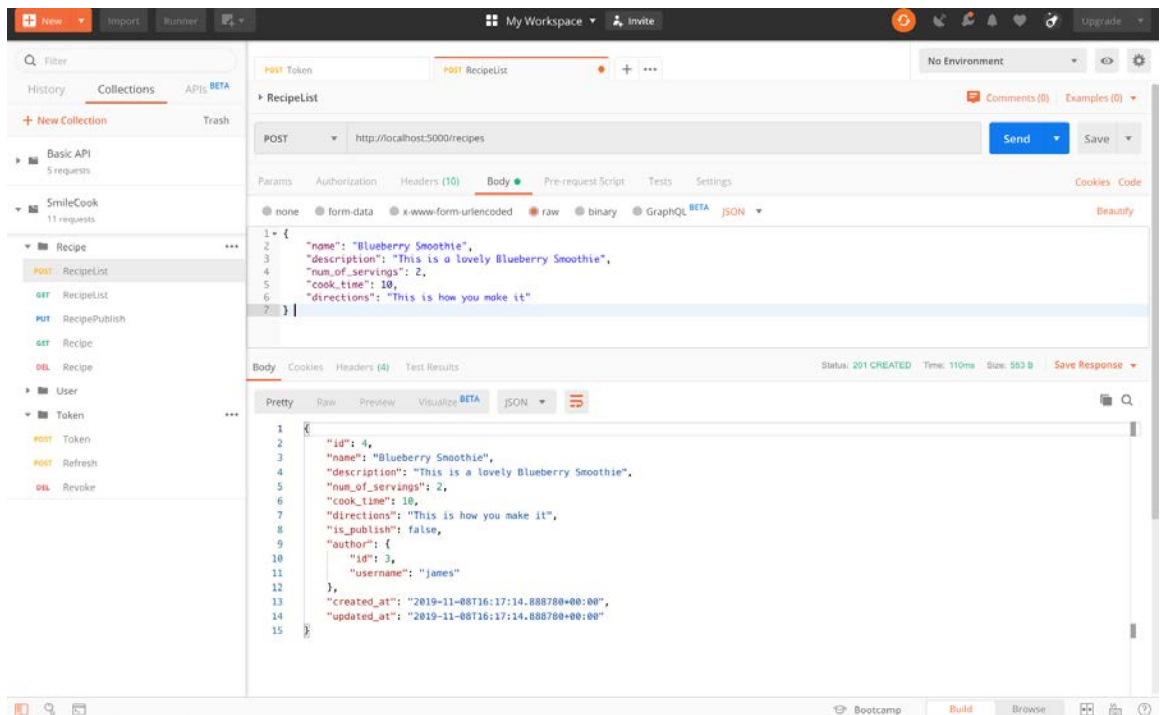 New Import Runner My Workspace Invite Upgrade
Filter
History Collections APIs BETA
+ New Collection Trash
Basic API
5 requests
SmileCook
11 requests
Recipe
POST RecipeList
GET RecipeList
PUT RecipePublish
GET Recipe
DEL Recipe
User
Token
POST Token
POST Refresh
DEL Revoke
POST Token POST RecipeList + ••• No Environment
RecipeList Comments (0) Examples (0)
POST http://localhost:5000/recipes Send Save
Params Authorization Headers (10) Body Pre-request Script Tests Settings Cookies Code
none form-data x-www-form-urlencoded raw binary GraphQL BETA JSON Beautify
1 {
2 "name": "Blueberry Smoothie",
3 "description": "This is a lovely Blueberry Smoothie",
4 "num_of_servings": 2,
5 "cook_time": 10,
6 "directions": "This is how you make it"
7 }
Body Cookies Headers (4) Test Results Status: 201 CREATED Time: 110ms Size: 553 B Save Response
Pretty Raw Preview Visualize BETA JSON
1 {
2 "id": 4,
3 "name": "Blueberry Smoothie",
4 "description": "This is a lovely Blueberry Smoothie",
5 "num_of_servings": 2,
6 "cook_time": 10,
7 "directions": "This is how you make it",
8 "is_publish": false,
9 "author": {
10 "id": 3,
11 "username": "james"
12 },
13 "created_at": "2019-11-08T16:17:14.888780+00:00",
14 "updated_at": "2019-11-08T16:17:14.888780+00:00"
15 }
Bootcamp Build Browse